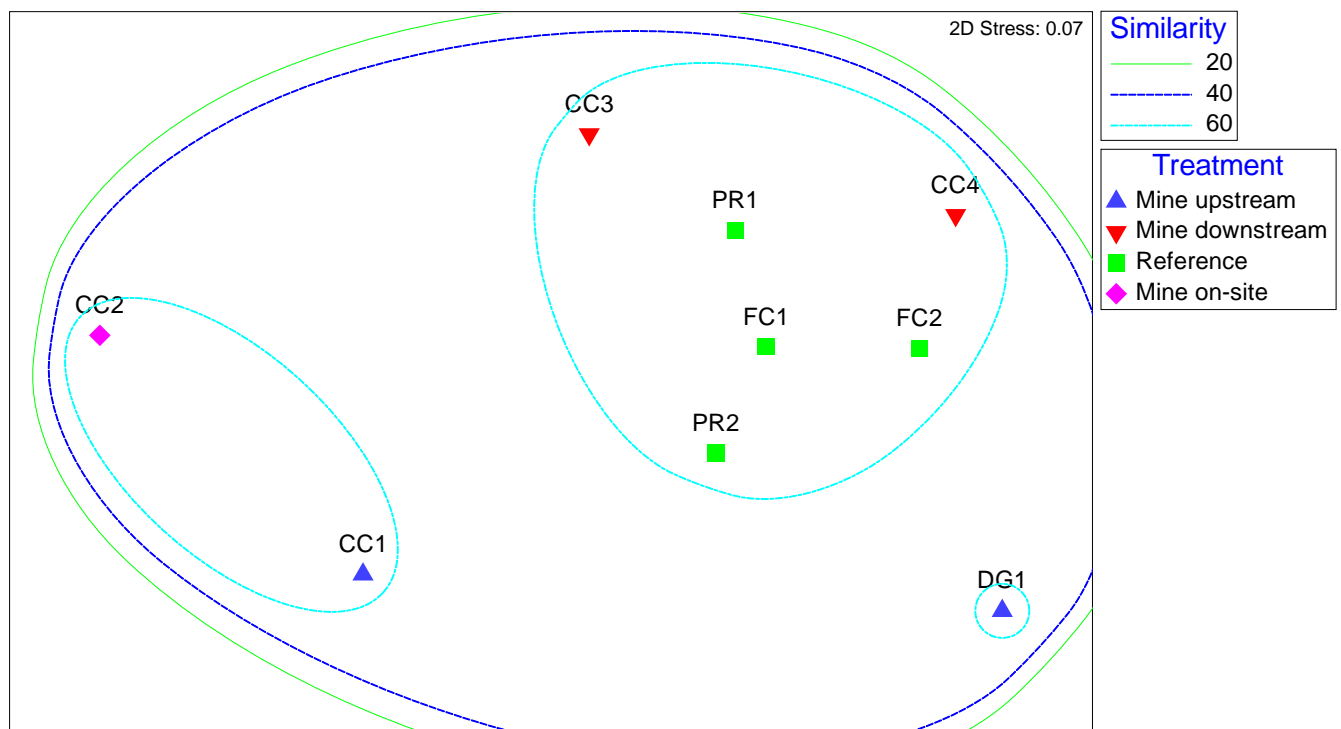 2D Stress: 0.07
Similarity
20
40
60
Treatment
Mine upstream
Mine downstream
Reference
Mine on-site
CC3
CC4
PR1
CC2
FC1
FC2
PR2
CC1
DG1